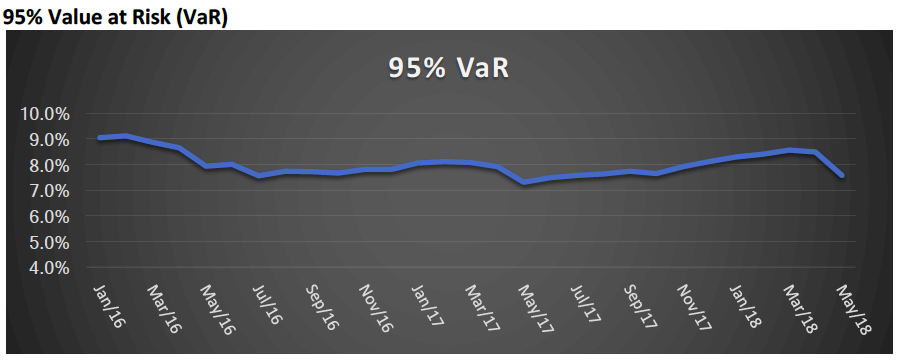 95% Value at Risk (VaR)
95% VaR
10.0%
9.0%
8.0%
7.0%
6.0%
5.0%
4.0%
Jan/16
Mar/16
May/16
Jul/16
Sep/16
Nov/16
Jan/17
Mar/17
May/17
Jul/17
Sep/17
Nov/17
Jan/18
Mar/18
May/18